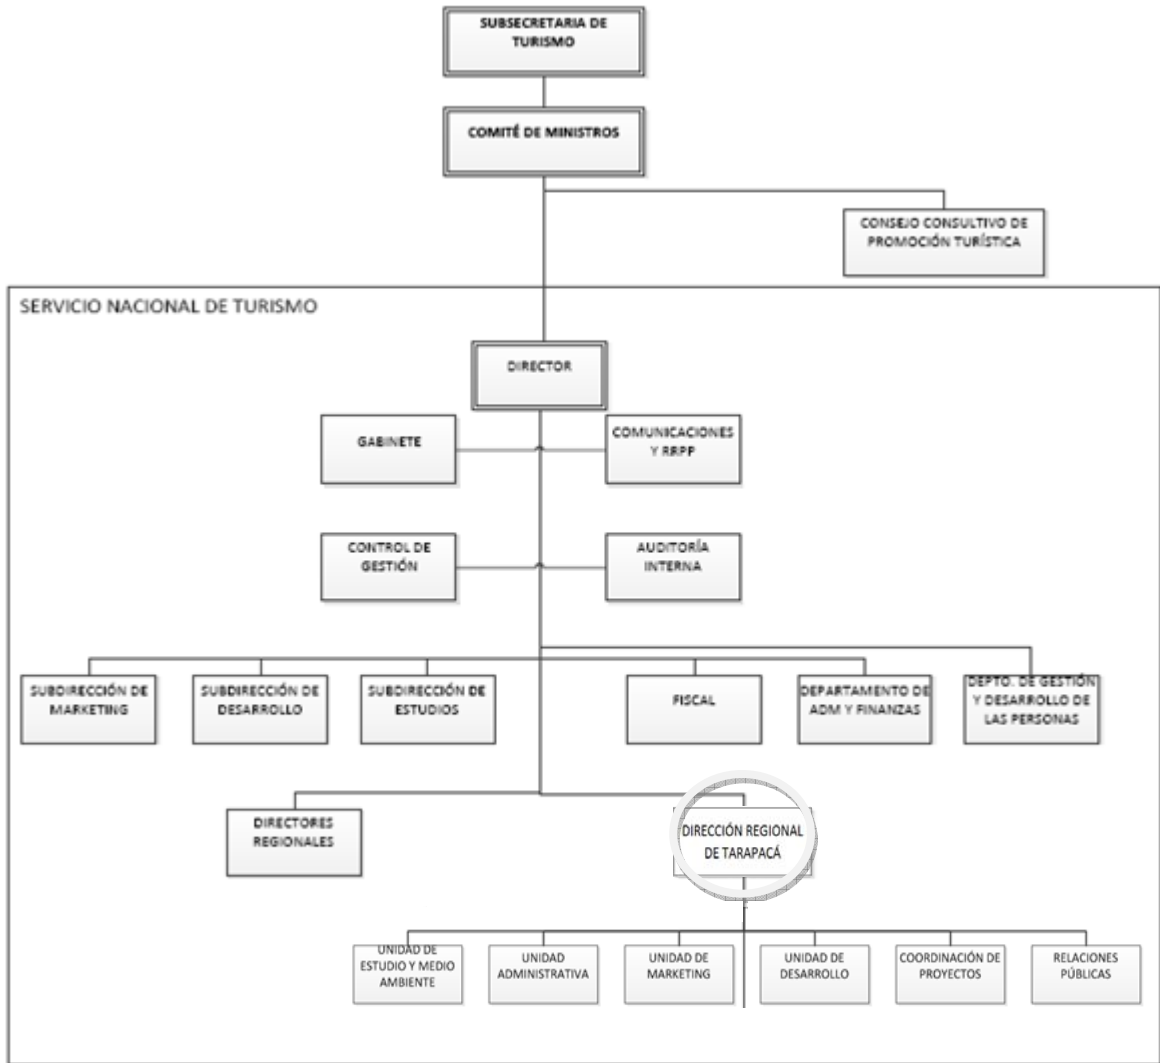 SUBSECRETARIA DE
TURISMO
COMITÉ DE MINISTROS
CONSEJO CONSULTIVO DE
PROMOCIÓN TURÍSTICA
SERVICIO NACIONAL DE TURISMO
DIRECTOR
GABINETE
COMUNICACIONES
Y RRPP
CONTROL DE
GESTIÓN
AUDITORÍA
INTERNA
SUBDIRECCIÓN DE
MARKETING
SUBDIRECCIÓN DE
DESARROLLO
SUBDIRECCIÓN DE
ESTUDIOS
FISCAL
DEPARTAMENTO DE
ADM Y FINANZAS
DEPTO. DE GESTIÓN
Y DESARROLLO DE
LAS PERSONAS
DIRECTORES
REGIONALES
DIRECCIÓN REGIONAL
DE TARAPACÁ
UNIDAD DE
ESTUDIO Y MEDIO
AMBIENTE
UNIDAD
ADMINISTRATIVA
UNIDAD DE
MARKETING
UNIDAD DE
DESARROLLO
COORDINACIÓN DE
PROYECTOS
RELACIONES
PÚBLICAS